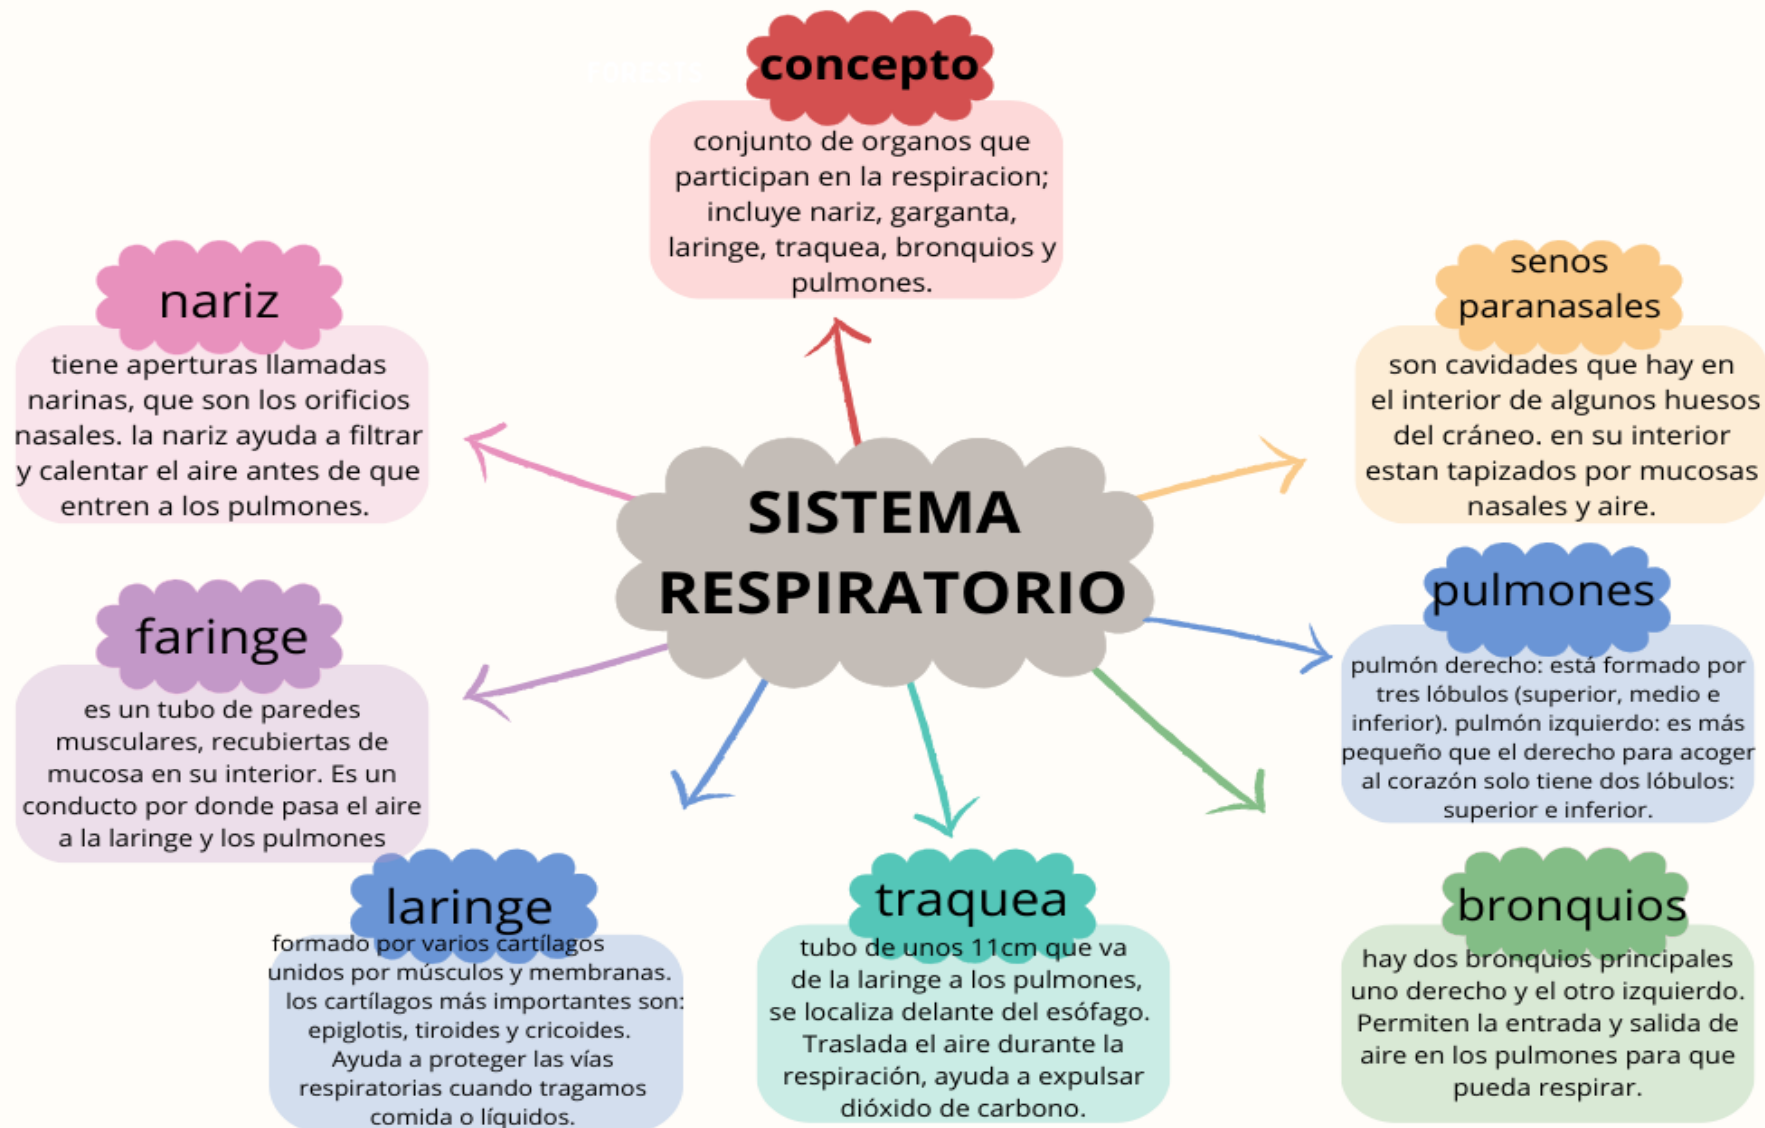 concepto
conjunto de organos que
participan en la respiracion;
incluye nariz, garganta,
laringe, traquea, bronquios y
pulmones.
nariz
tiene aperturas llamadas
narinas, que son los orificios
nasales. la nariz ayuda a filtrar
y calentar el aire antes de que
entren a los pulmones.
senos
paranasales
son cavidades que hay en
el interior de algunos huesos
del cráneo. en su interior
estan tapizados por mucosas
nasales y aire.
SISTEMA
RESPIRATORIO
faringe
es un tubo de paredes
musculares, recubiertas de
mucosa en su interior. Es un
conducto por donde pasa el aire
a la laringe y los pulmones
pulmones
pulmón derecho: está formado por
tres lóbulos (superior, medio e
inferior). pulmón izquierdo: es más
pequeño que el derecho para acoger
al corazón solo tiene dos lóbulos:
superior e inferior.
laringe
formado por varios cartílagos
unidos por músculos y membranas.
los cartílagos más importantes son:
epiglotis, tiroides y cricoides.
Ayuda a proteger las vías
respiratorias cuando tragamos
comida o líquidos.
traquea
tubo de unos 11cm que va
de la laringe a los pulmones,
se localiza delante del esófago.
Traslada el aire durante la
respiración, ayuda a expulsar
dióxido de carbono.
bronquios
hay dos bronquios principales
uno derecho y el otro izquierdo.
Permiten la entrada y salida de
aire en los pulmones para que
pueda respirar.